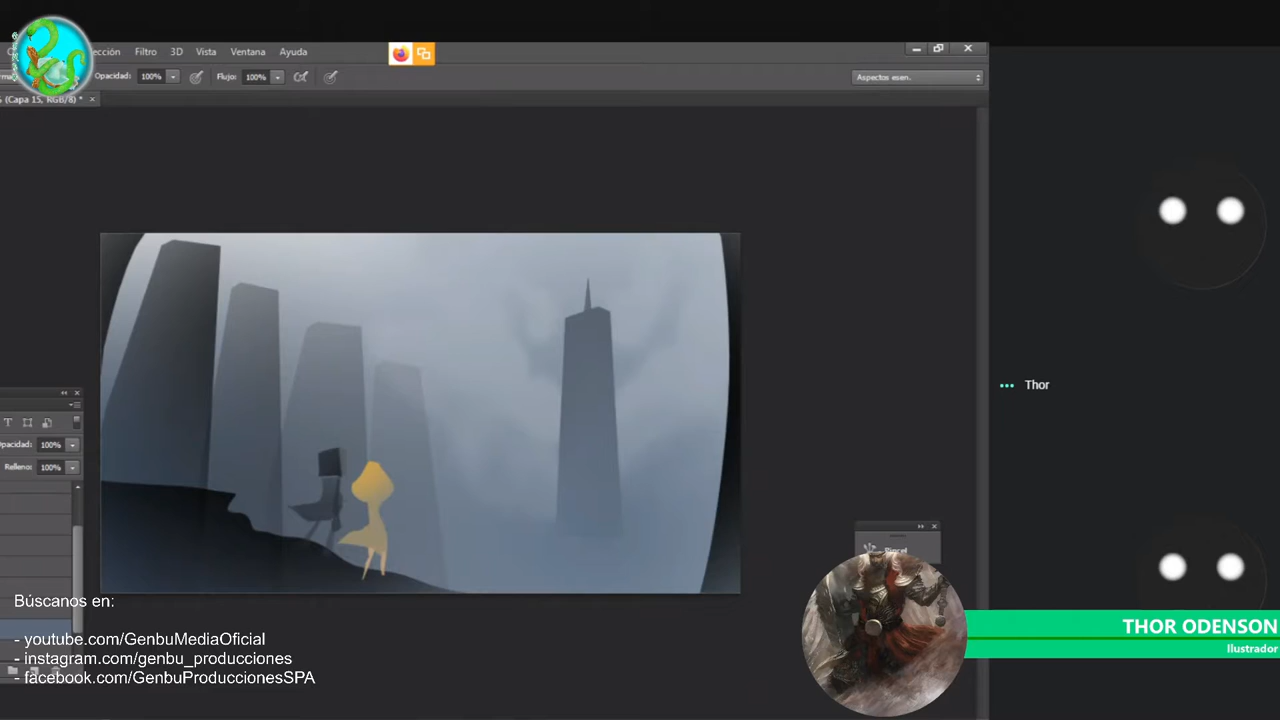 ección Filtro 3D Vista Ventana Ayuda
Opacidad: 100% Flujo: 100% Aspectos esen.
(Capa 15, RGB/8) *
Thor
T
Opacidad: 100%
Relleno: 100%
Pincel
Búscanos en:
- youtube.com/GenbuMediaOficial
- instagram.com/genbu_producciones
- facebook.com/GenbuProduccionesSPA
THOR ODENSON
Ilustrador